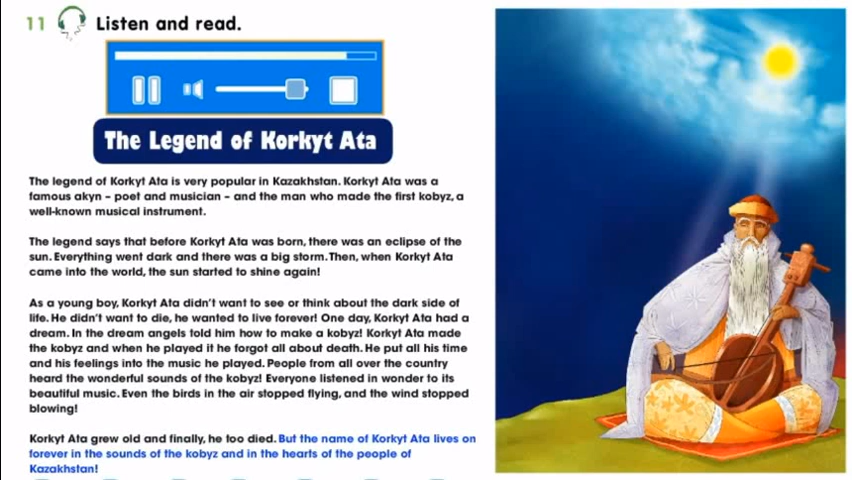 11 Listen and read.
The Legend of Korkyt Ata
The legend of Korkyt Ata is very popular in Kazakhstan. Korkyt Ata was a
famous akyn – poet and musician – and the man who made the first kobyz, a
well-known musical instrument.
The legend says that before Korkyt Ata was born, there was an eclipse of the
sun. Everything went dark and there was a big storm. Then, when Korkyt Ata
came into the world, the sun started to shine again!
As a young boy, Korkyt Ata didn't want to see or think about the dark side of
life. He didn't want to die, he wanted to live forever! One day, Korkyt Ata had a
dream. In the dream angels told him how to make a kobyz! Korkyt Ata made
the kobyz and when he played it he forgot all about death. He put all his time
and his feelings into the music he played. People from all over the country
heard the wonderful sounds of the kobyz! Everyone listened in wonder to its
beautiful music. Even the birds in the air stopped flying, and the wind stopped
blowing!
Korkyt Ata grew old and finally, he too died. But the name of Korkyt Ata lives on
forever in the sounds of the kobyz and in the hearts of the people of
Kazakhstan!